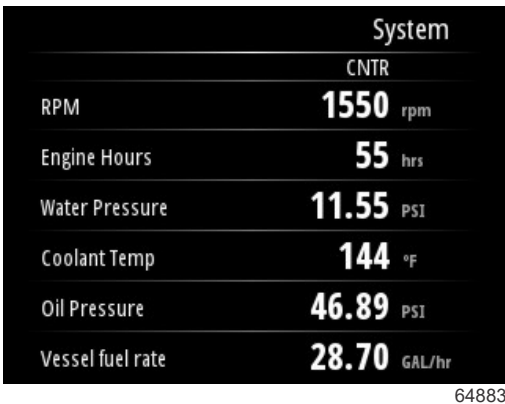 System
CNTR
RPM 1550 rpm
Engine Hours 55 hrs
Water Pressure 11.55 PSI
Coolant Temp 144 °F
Oil Pressure 46.89 PSI
Vessel fuel rate 28.70 GAL/hr
64883